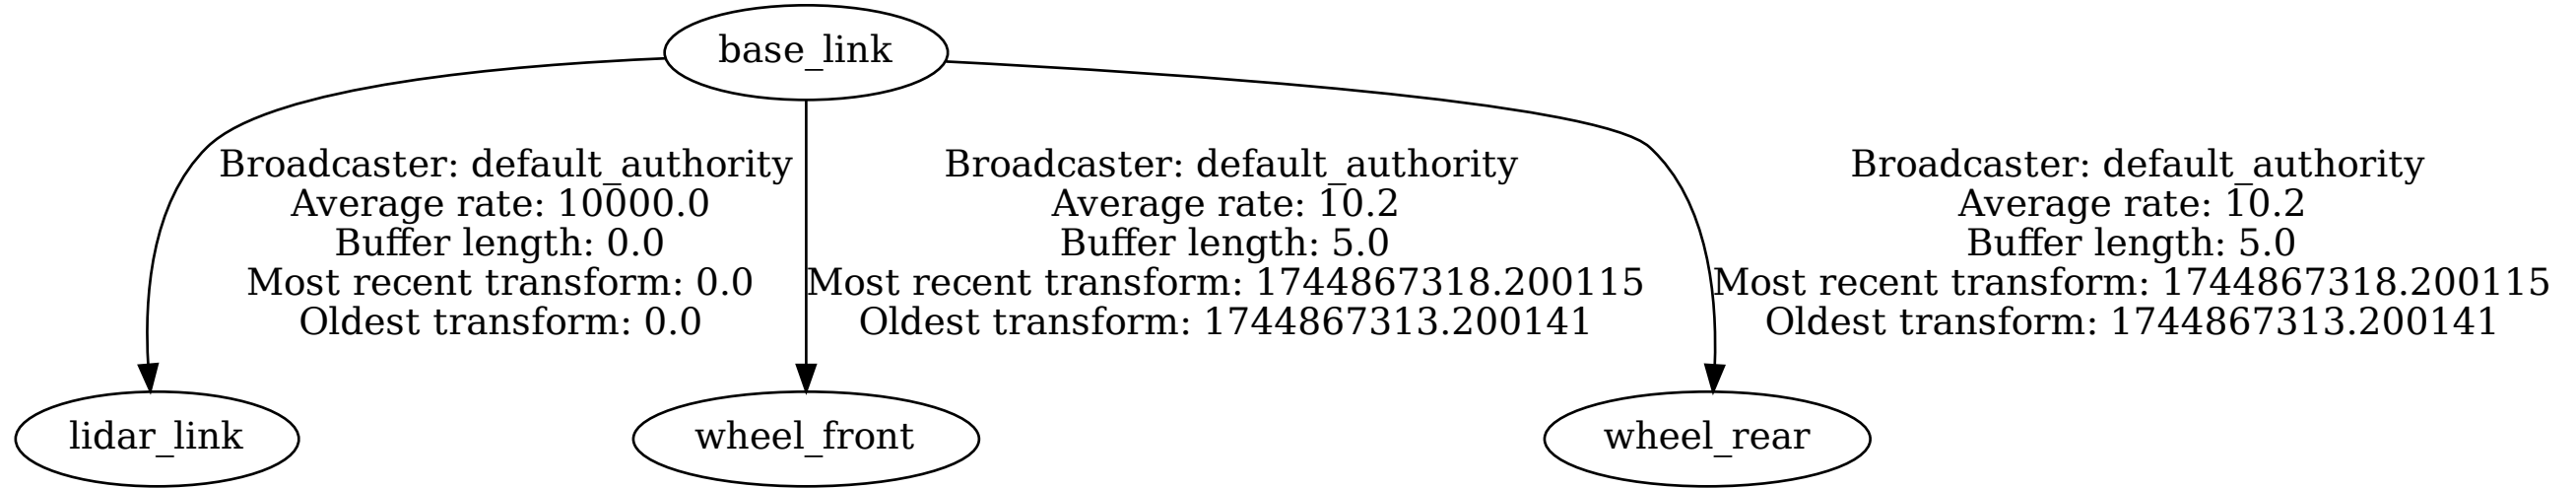 base_link
Broadcaster: default_authority
Average rate: 10000.0
Buffer length: 0.0
Most recent transform: 0.0
Oldest transform: 0.0
Broadcaster: default_authority
Average rate: 10.2
Buffer length: 5.0
Most recent transform: 1744867318.200115
Oldest transform: 1744867313.200141
Broadcaster: default_authority
Average rate: 10.2
Buffer length: 5.0
Most recent transform: 1744867318.200115
Oldest transform: 1744867313.200141
lidar_link
wheel_front
wheel_rear